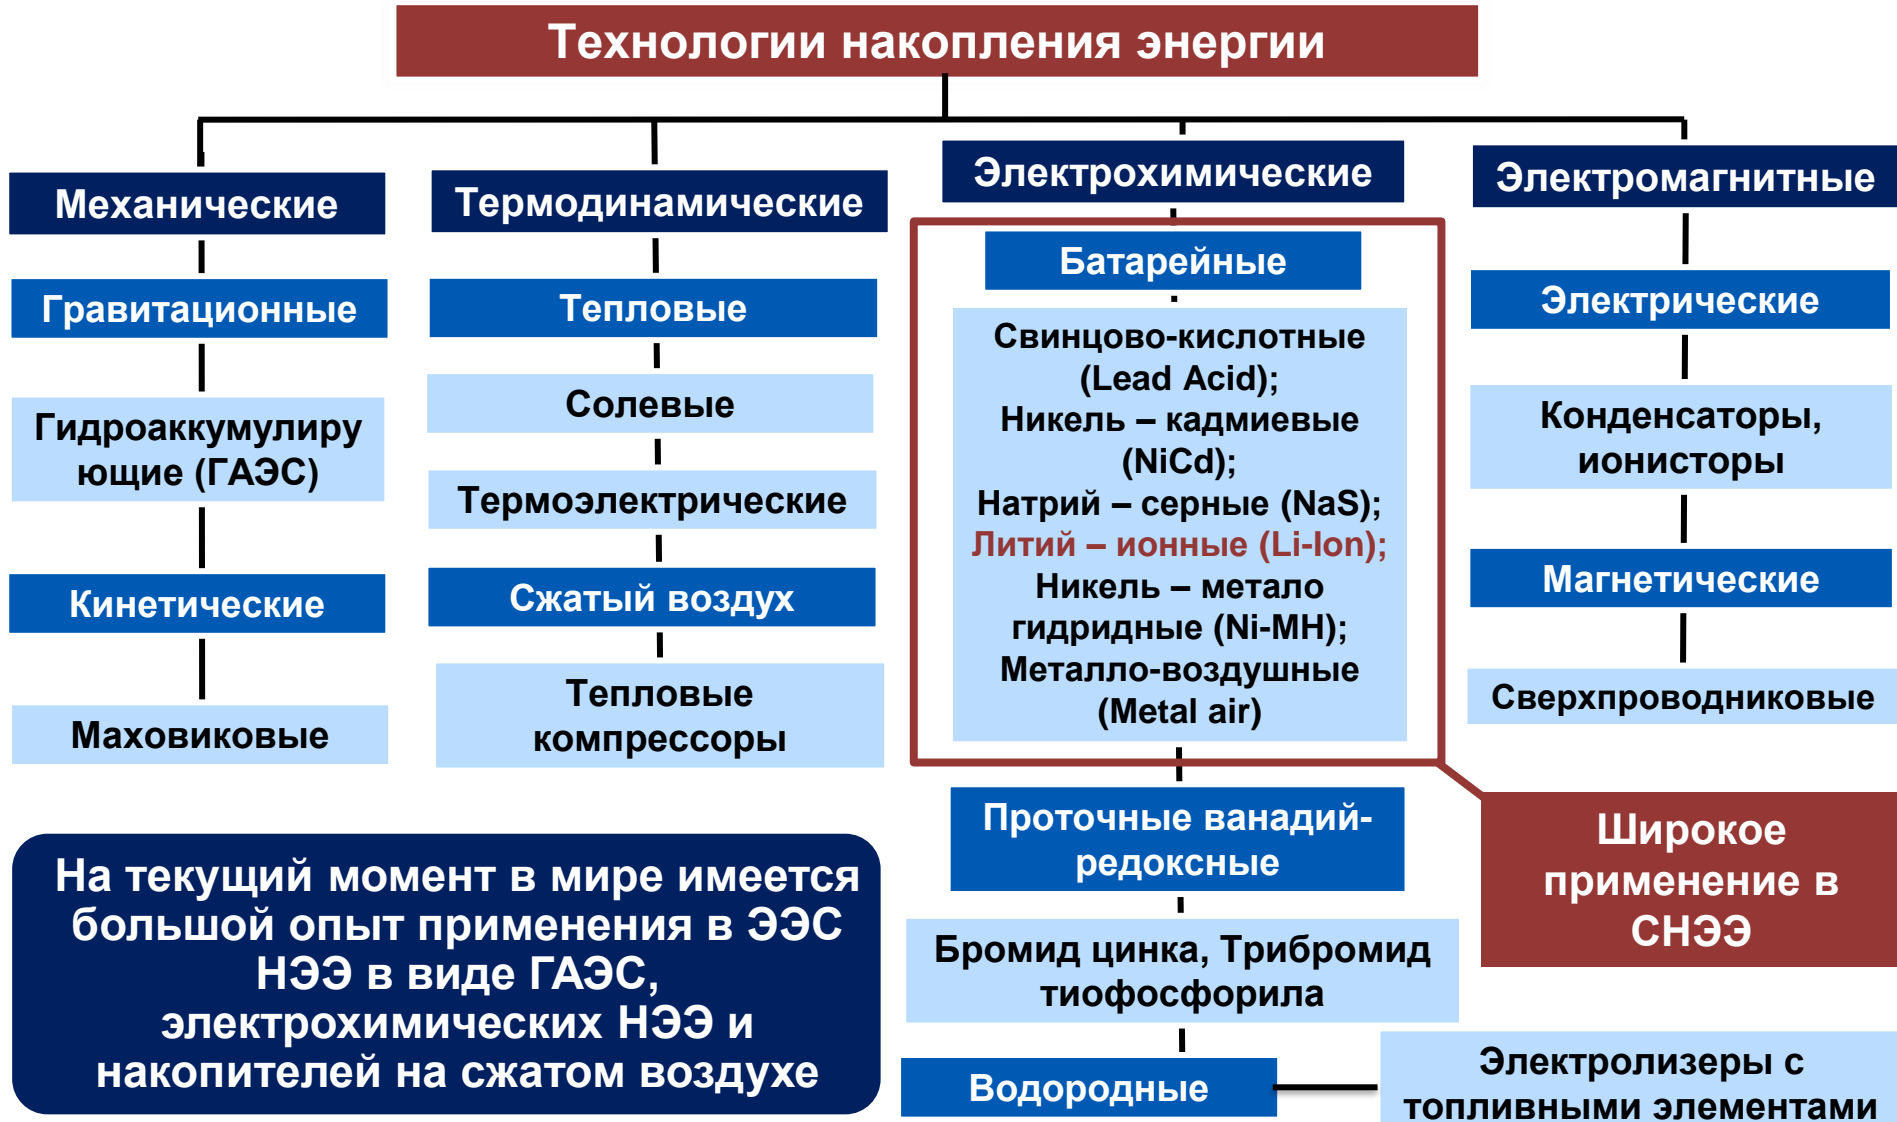 Технологии накопления энергии
Механические
Гравитационные
Гидроаккумулиру
ющие (ГАЭС)
Кинетические
Маховиковые
Термодинамические
Тепловые
Солевые
Термоэлектрические
Сжатый воздух
Тепловые
компрессоры
Электрохимические
Батарейные
Свинцово-кислотные
(Lead Acid);
Никель – кадмиевые
(NiCd);
Натрий – серные (NaS);
Литий – ионные (Li-Ion);
Никель – метало
гидридные (Ni-MH);
Металло-воздушные
(Metal air)
Проточные ванадий-
редоксные
Бромид цинка, Трибромид
тиофосфорила
Водородные
Электролизеры с
топливными элементами
Электромагнитные
Электрические
Конденсаторы,
ионисторы
Магнетические
Сверхпроводниковые
Широкое
применение в
СНЭЭ
На текущий момент в мире имеется
большой опыт применения в ЭЭС
НЭЭ в виде ГАЭС,
электрохимических НЭЭ и
накопителей на сжатом воздухе